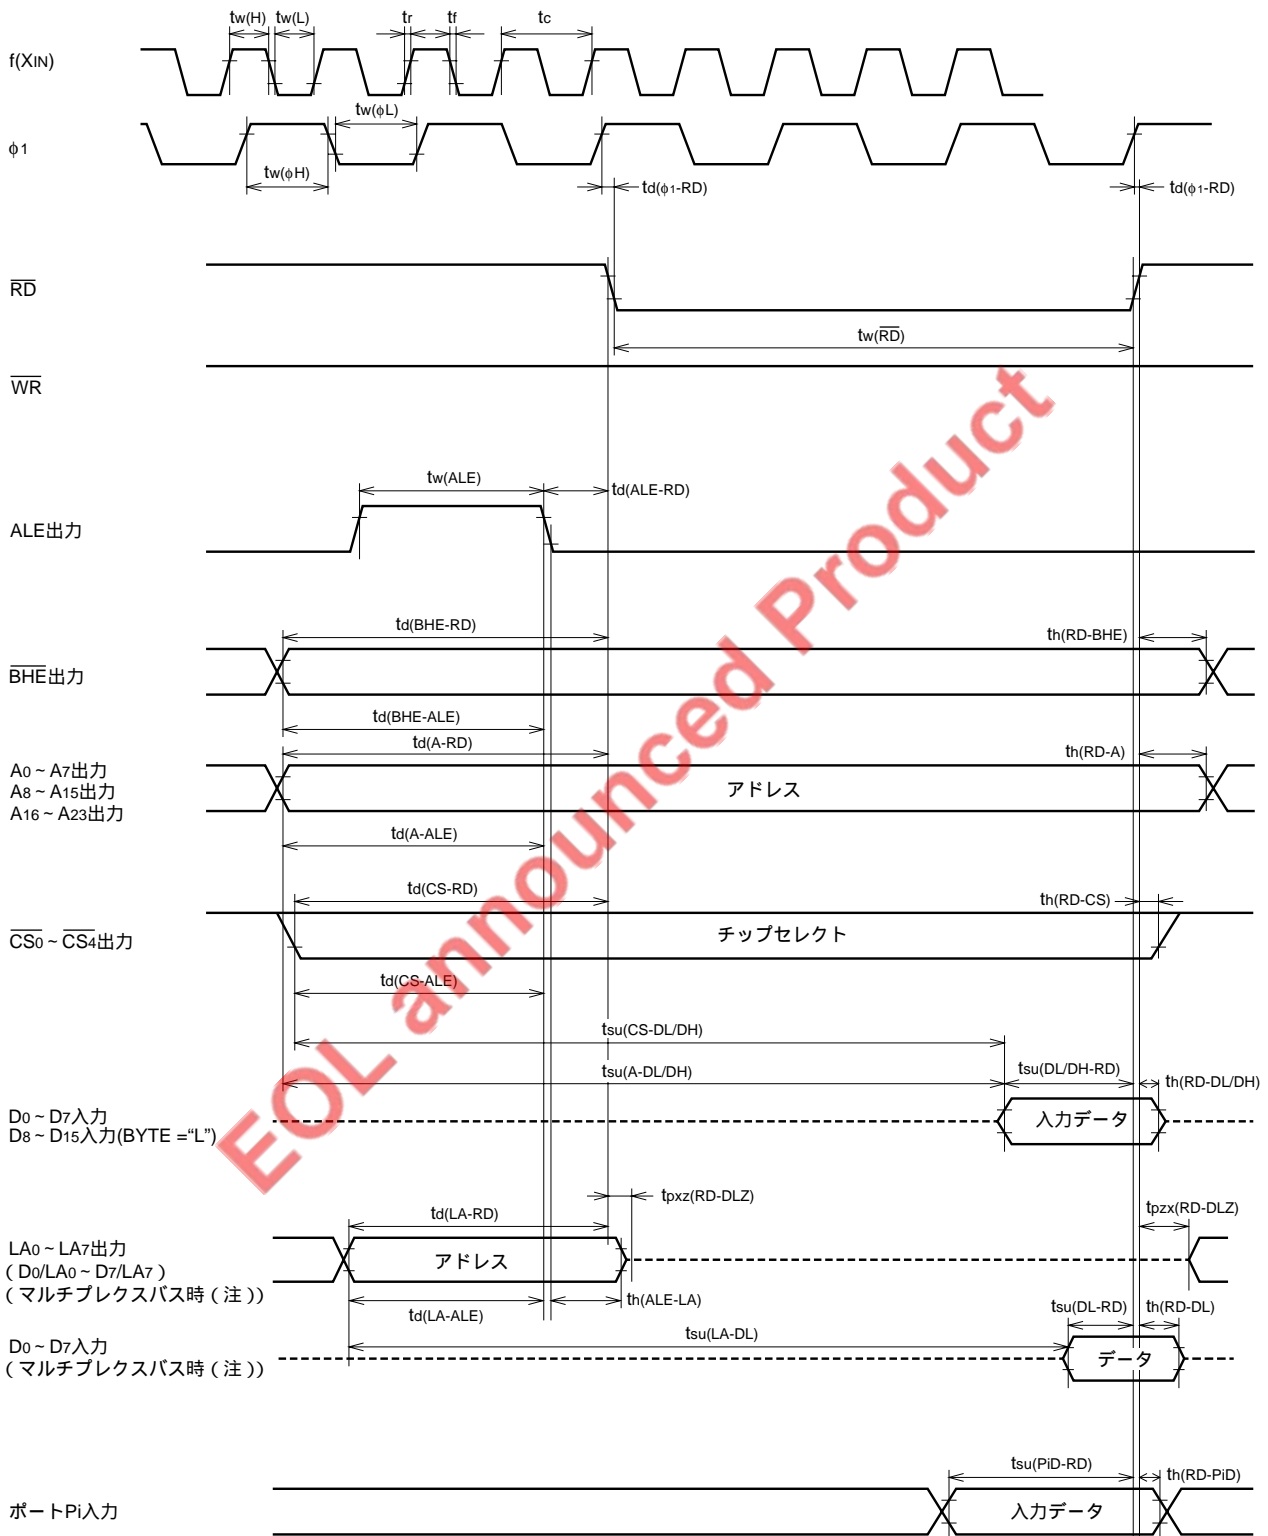 tw(H) tw(L) tr tf tc
f(XIN)
tw(φL)
φ1
tw(φH)
td(φ1-RD) td(φ1-RD)
RD
tw(RD)
WR
tw(ALE)
td(ALE-RD)
ALE出力
td(BHE-RD) th(RD-BHE)
BHE出力
td(BHE-ALE)
td(A-RD) th(RD-A)
A0 ~ A7出力
A8 ~ A15出力
A16 ~ A23出力
アドレス
td(A-ALE)
td(CS-RD) th(RD-CS)
CS0 ~ CS4出力
チップセレクト
td(CS-ALE)
tsu(CS-DL/DH)
tsu(A-DL/DH) tsu(DL/DH-RD) th(RD-DL/DH)
D0 ~ D7入力
D8 ~ D15入力(BYTE =“L”)
入力データ
tpxz(RD-DLZ)
td(LA-RD) tpzx(RD-DLZ)
LA0 ~ LA7出力
( D0/LA0 ~ D7/LA7 )
( マルチプレクスバス時 ( 注 ) )
アドレス
td(LA-ALE) th(ALE-LA)
tsu(DL-RD) th(RD-DL)
tsu(LA-DL)
D0 ~ D7入力
( マルチプレクスバス時 ( 注 ) )
データ
tsu(PiD-RD) th(RD-PiD)
ポートPi入力
入力データ
EOL announced Product